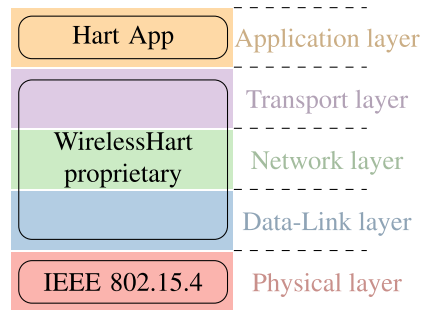 Hart App
Application layer
Transport layer
WirelessHart
proprietary
Network layer
Data-Link layer
IEEE 802.15.4
Physical layer